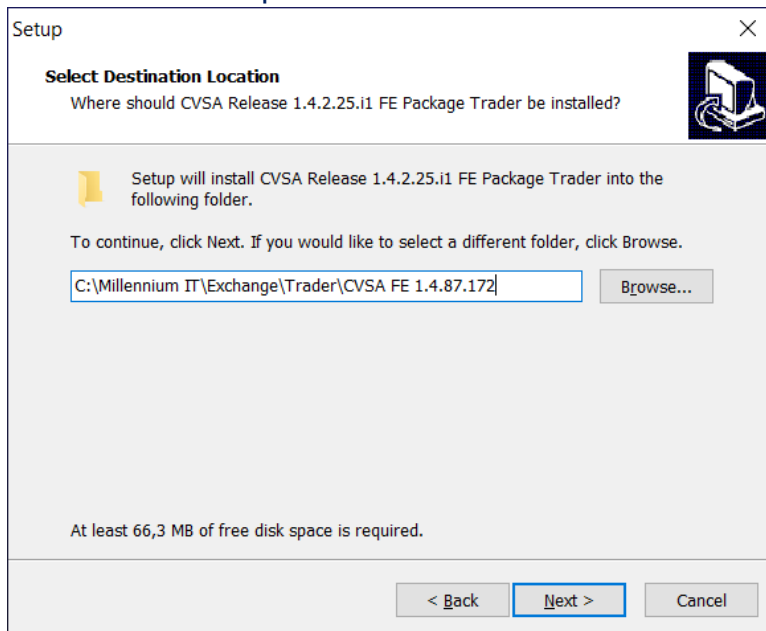 Setup
Select Destination Location
Where should CVSA Release 1.4.2.25.i1 FE Package Trader be installed?
Setup will install CVSA Release 1.4.2.25.i1 FE Package Trader into the
following folder.
To continue, click Next. If you would like to select a different folder, click Browse.
C:\Millennium IT\Exchange\Trader\CVSA FE 1.4.87.172
Browse...
At least 66,3 MB of free disk space is required.
< Back
Next >
Cancel